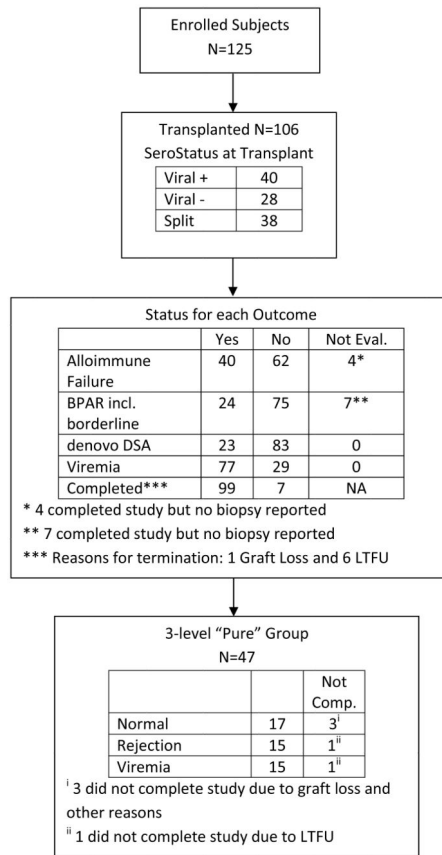 Enrolled Subjects
N=125
Transplanted N=106
SeroStatus at Transplant
Viral + 40
Viral - 28
Split 38
Status for each Outcome
Yes No Not Eval.
Alloimmune 40 62 4*
Failure
BPAR incl. 24 75 7**
borderline
denovo DSA 23 83 0
Viremia 77 29 0
Completed*** 99 7 NA
* 4 completed study but no biopsy reported
** 7 completed study but no biopsy reported
*** Reasons for termination: 1 Graft Loss and 6 LTFU
3-level “Pure” Group
N=47
Not
Comp.
Normal 17 3i
Rejection 15 1ii
Viremia 15 1ii
i 3 did not complete study due to graft loss and
other reasons
ii 1 did not complete study due to LTFU